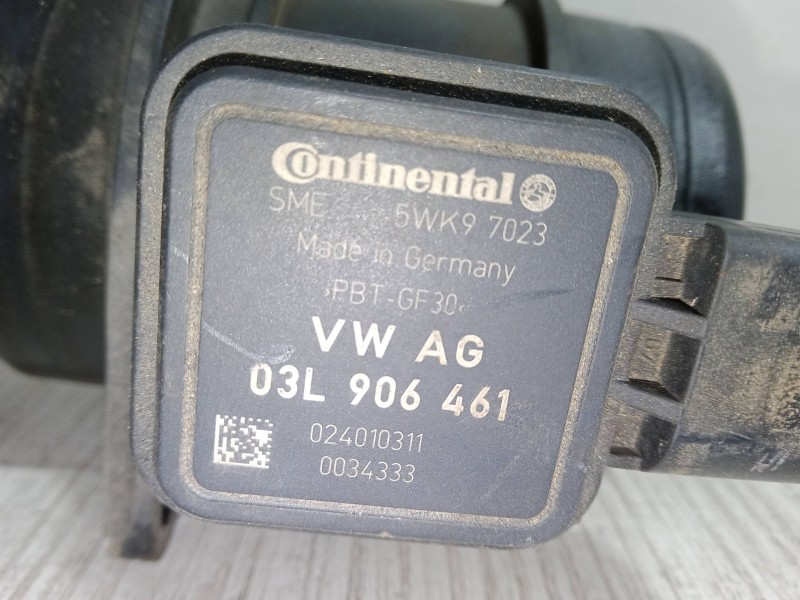 Continental
SME 5WK9 7023
Made in Germany
>PBT-GF30<
VW AG
03L 906 461
024010311
0034333